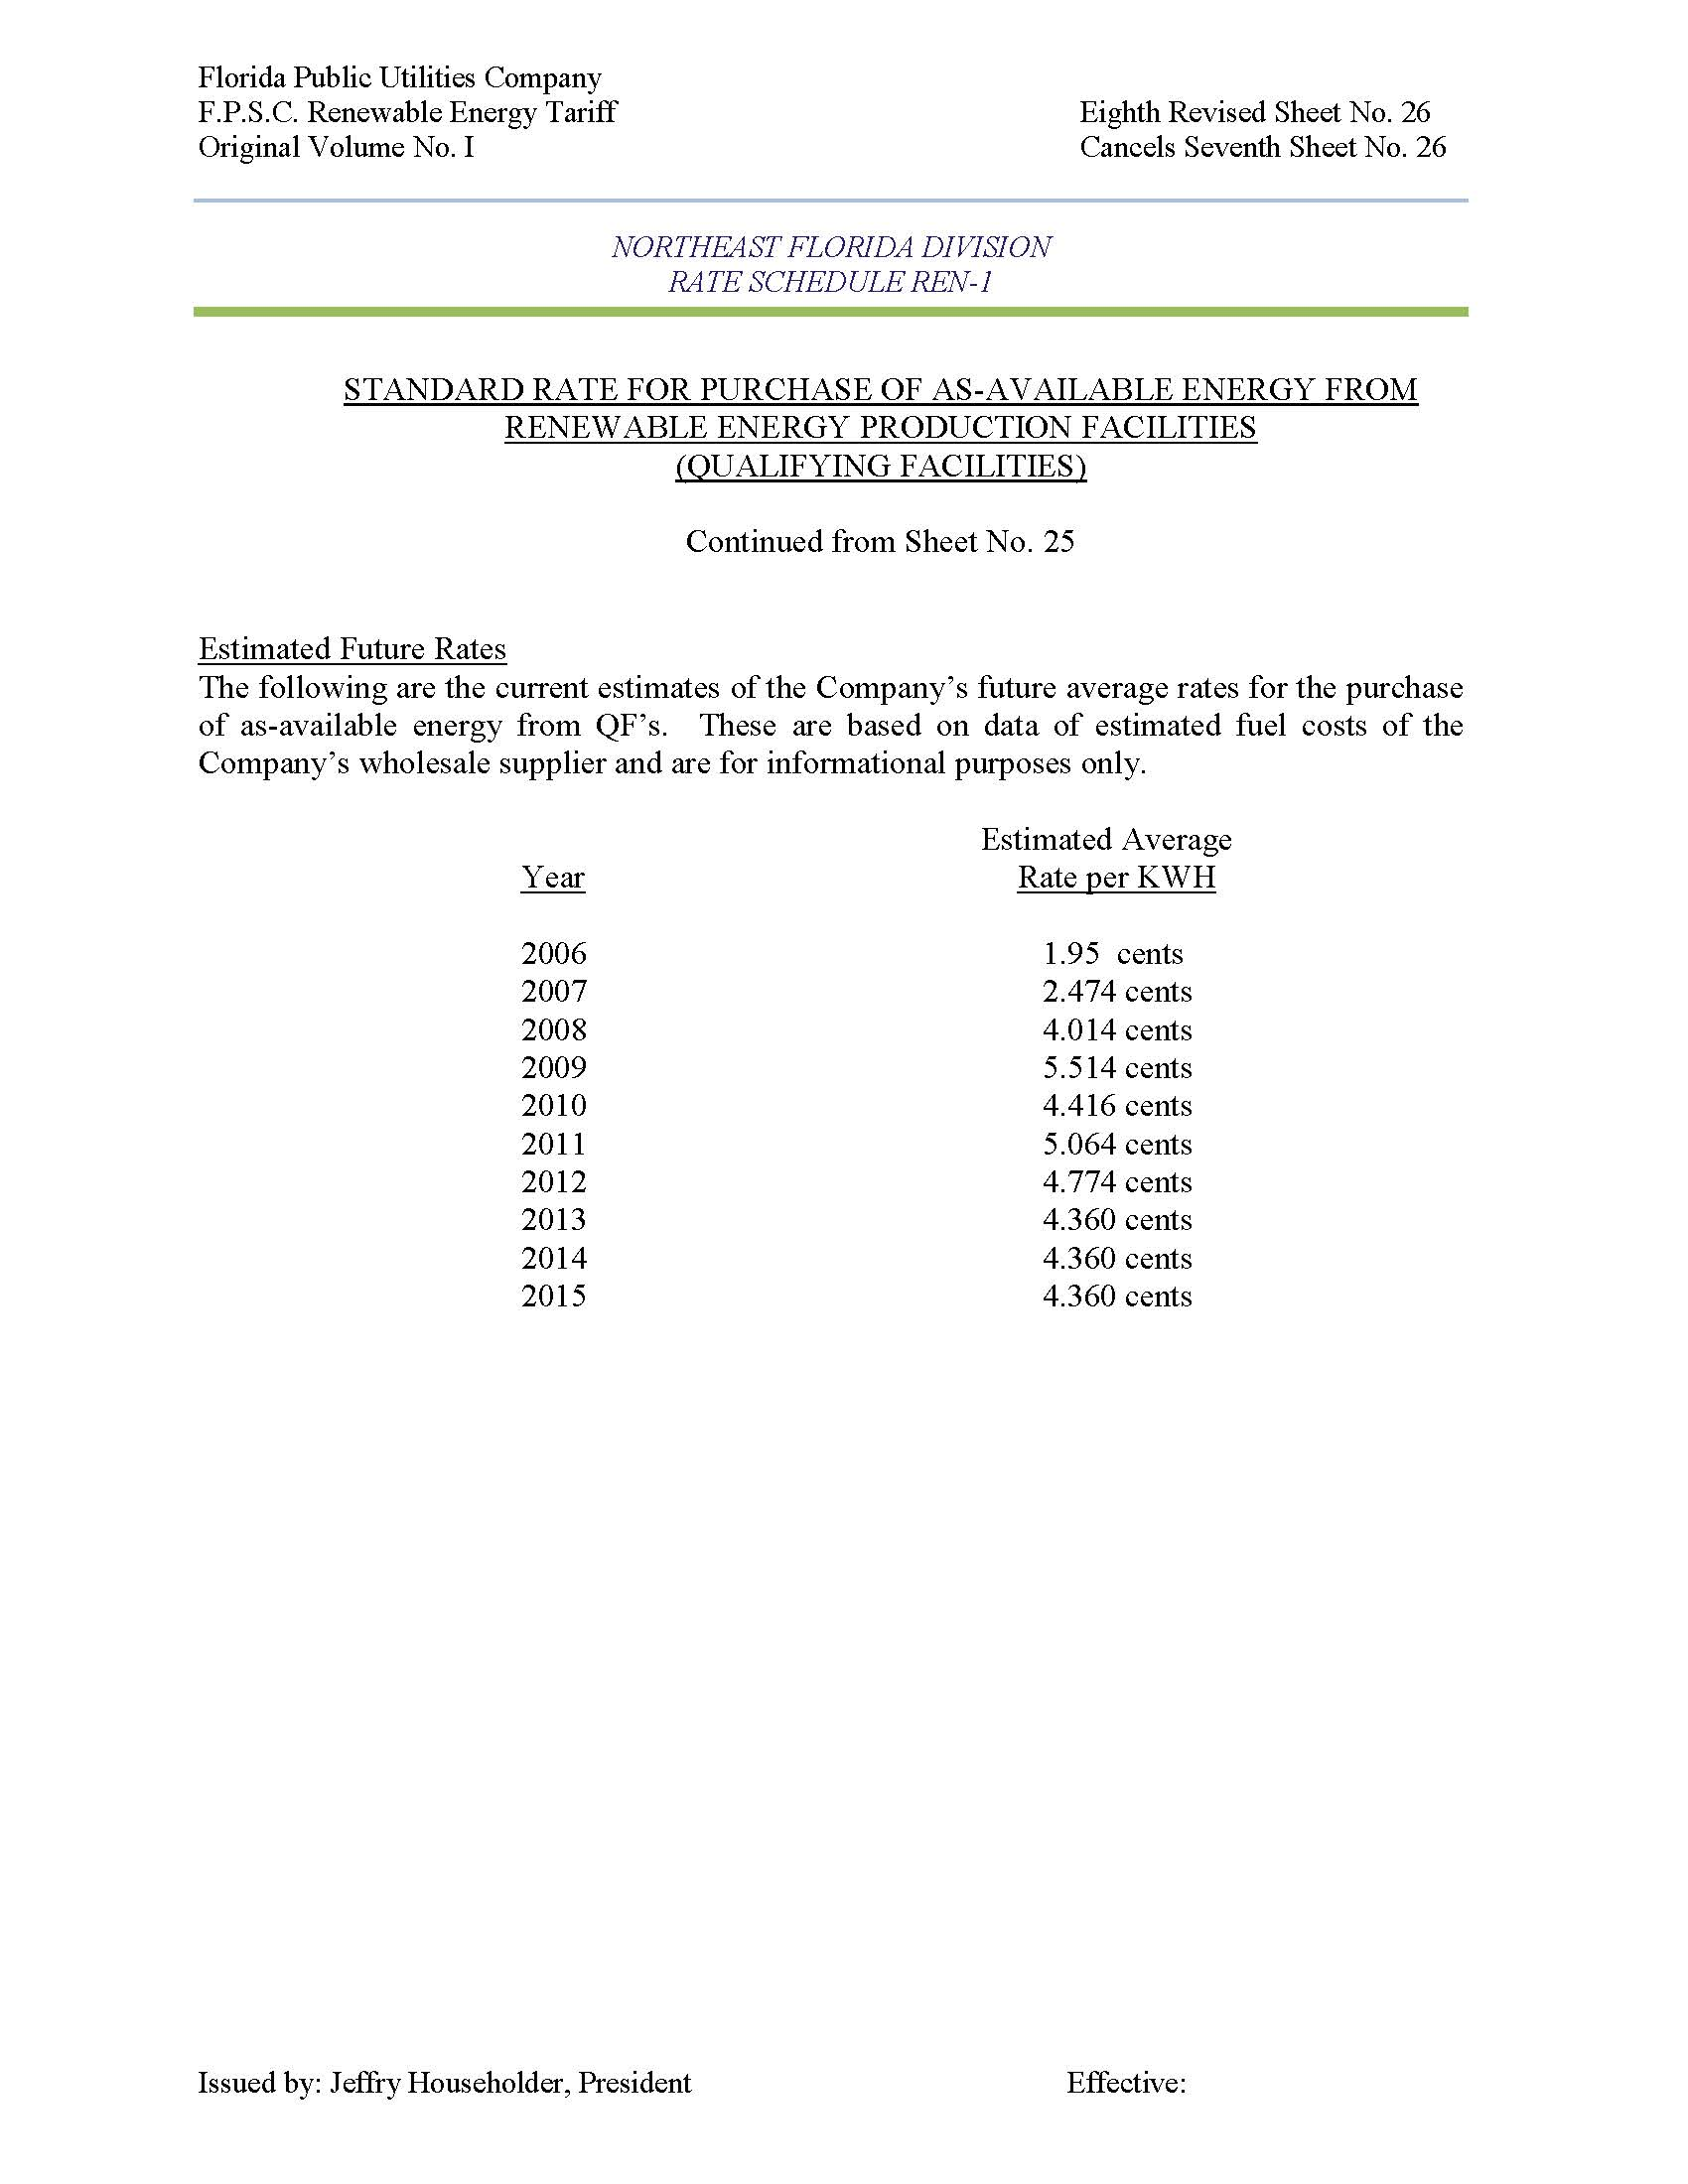 Florida Public Utilities Company
F.P.S.C. Renewable Energy Tariff Eighth Revised Sheet No. 26
Original Volume No. I Cancels Seventh Sheet No. 26
NORTHEAST FLORIDA DIVISION
RATE SCHEDULE REN-1
STANDARD RATE FOR PURCHASE OF AS-AVAILABLE ENERGY FROM
RENEWABLE ENERGY PRODUCTION FACILITIES
(QUALIFYING FACILITIES)
Continued from Sheet No. 25
Estimated Future Rates
The following are the current estimates of the Company’s future average rates for the purchase
of as-available energy from QF’s. These are based on data of estimated fuel costs of the
Company’s wholesale supplier and are for informational purposes only.
Estimated Average
Year Rate per KWH
2006 1.95 cents
2007 2.474 cents
2008 4.014 cents
2009 5.514 cents
2010 4.416 cents
2011 5.064 cents
2012 4.774 cents
2013 4.360 cents
2014 4.360 cents
2015 4.360 cents
Issued by: Jeffry Householder, President Effective: